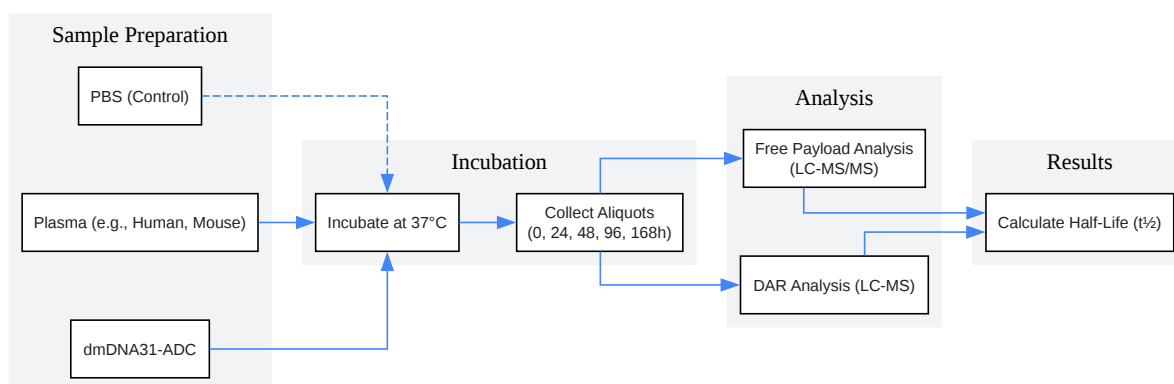 Sample Preparation
PBS (Control)
Plasma (e.g., Human, Mouse)
dmDNA31-ADC
Incubation
Incubate at 37°C
Collect Aliquots
(0, 24, 48, 96, 168h)
Analysis
Free Payload Analysis
(LC-MS/MS)
DAR Analysis (LC-MS)
Results
Calculate Half-Life (t½)